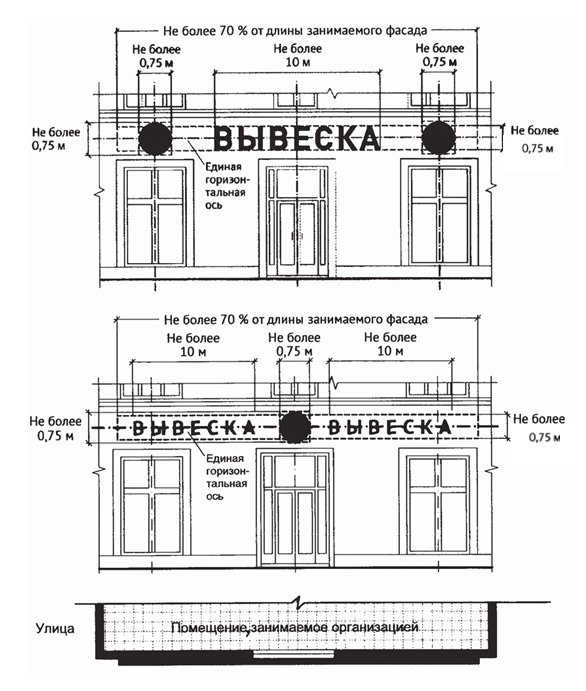 Не более 70 % от длины занимаемого фасада
Не более
0,75 м
Не более
10 м
Не более
0,75 м
Не более
0,75 м
ВЫВЕСКА
Не более
0,75 м
Единая
горизон-
тальная
ось
Не более 70 % от длины занимаемого фасада
Не более
10 м
Не более
0,75 м
Не более
10 м
Не более
0,75 м
ВЫВЕСКА
ВЫВЕСКА
Не более
0,75 м
Единая
горизон-
тальная
ось
Улица
Помещение,занимаемое организацией